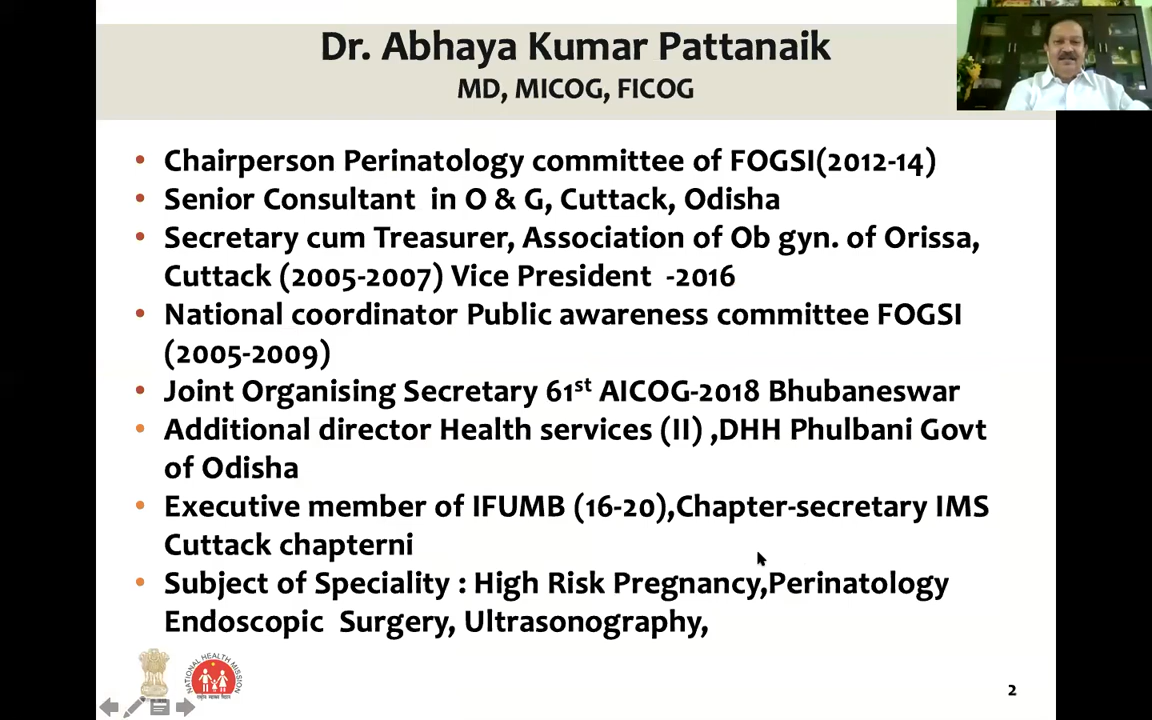 Dr. Abhaya Kumar Pattanaik
MD, MICOG, FICOG
• Chairperson Perinatology committee of FOGSI(2012-14)
• Senior Consultant in O & G, Cuttack, Odisha
• Secretary cum Treasurer, Association of Ob gyn. of Orissa,
Cuttack (2005-2007) Vice President -2016
• National coordinator Public awareness committee FOGSI
(2005-2009)
• Joint Organising Secretary 61st AICOG-2018 Bhubaneswar
• Additional director Health services (II) ,DHH Phulbani Govt
of Odisha
• Executive member of IFUMB (16-20),Chapter-secretary IMS
Cuttack chapterni
• Subject of Speciality : High Risk Pregnancy,Perinatology
Endoscopic Surgery, Ultrasonography,
NATIONAL HEALTH MISSION
2